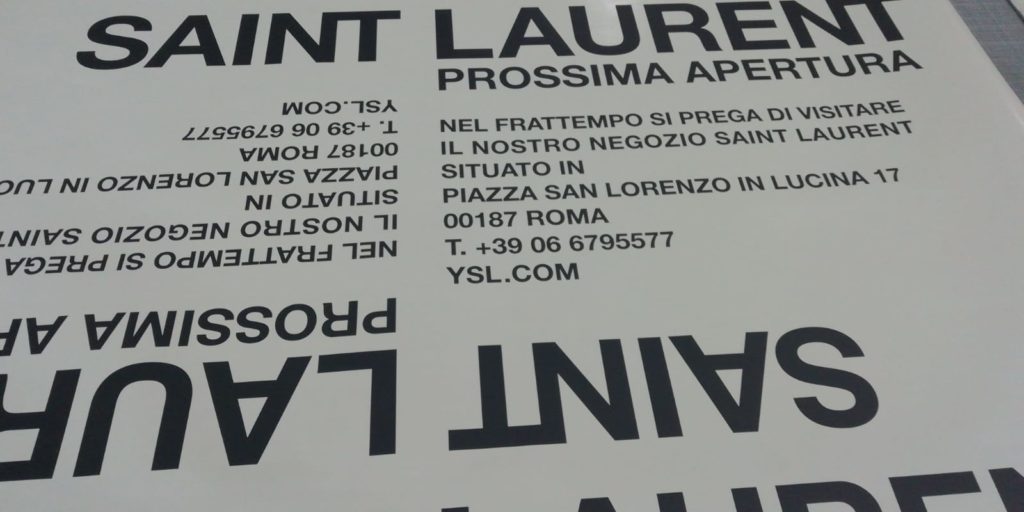 SAINT LAURENT
PROSSIMA APERTURA
NEL FRATTEMPO SI PREGA DI VISITARE
IL NOSTRO NEGOZIO SAINT LAURENT
SITUATO IN
PIAZZA SAN LORENZO IN LUCINA 17
00187 ROMA
T. +39 06 6795577
YSL.COM
SAINT
PROSSIMA
NEL FRATTEMPO SI PREGA
IL NOSTRO NEGOZIO SAINT
SITUATO IN
PIAZZA SAN LORENZO IN
00187 ROMA
T. +39 06 6795577
YSL.COM